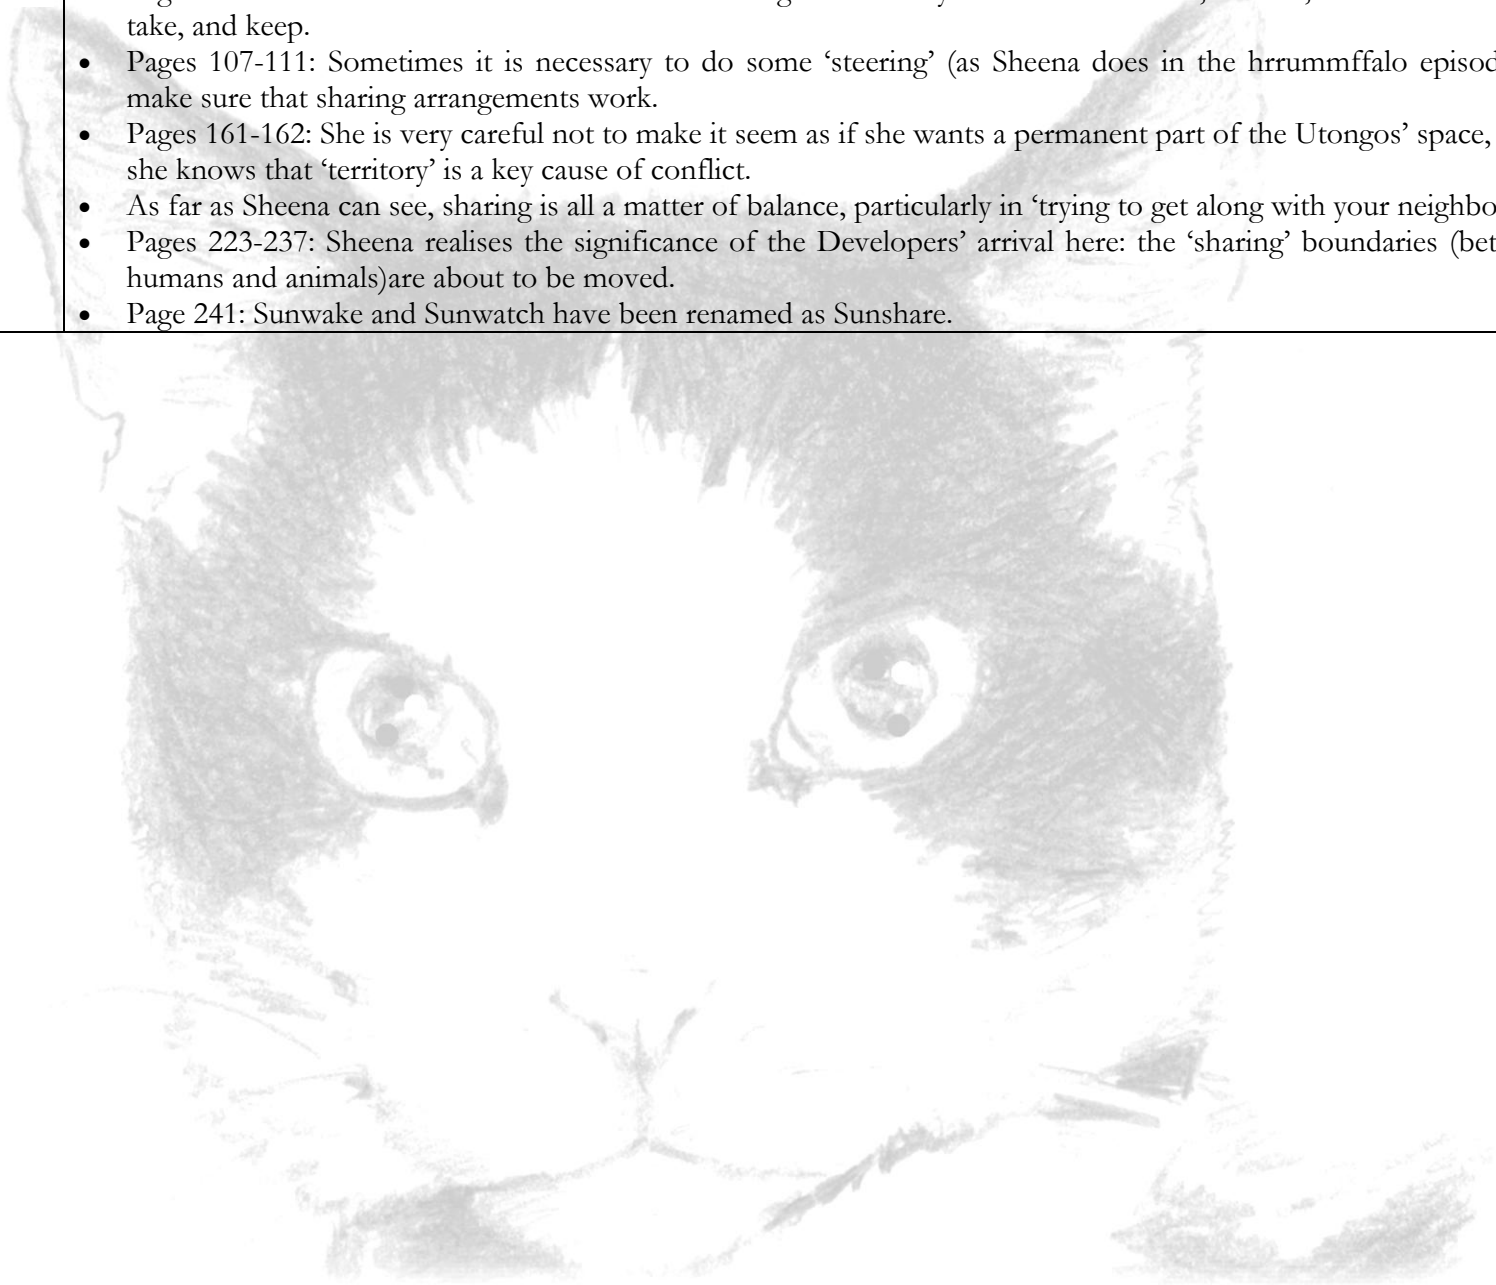 take, and keep.
• Pages 107-111: Sometimes it is necessary to do some ‘steering’ (as Sheena does in the hrrummffalo episod
make sure that sharing arrangements work.
• Pages 161-162: She is very careful not to make it seem as if she wants a permanent part of the Utongos’ space,
she knows that ‘territory’ is a key cause of conflict.
• As far as Sheena can see, sharing is all a matter of balance, particularly in ‘trying to get along with your neighbo
• Pages 223-237: Sheena realises the significance of the Developers’ arrival here: the ‘sharing’ boundaries (bet
humans and animals)are about to be moved.
• Page 241: Sunwake and Sunwatch have been renamed as Sunshare.